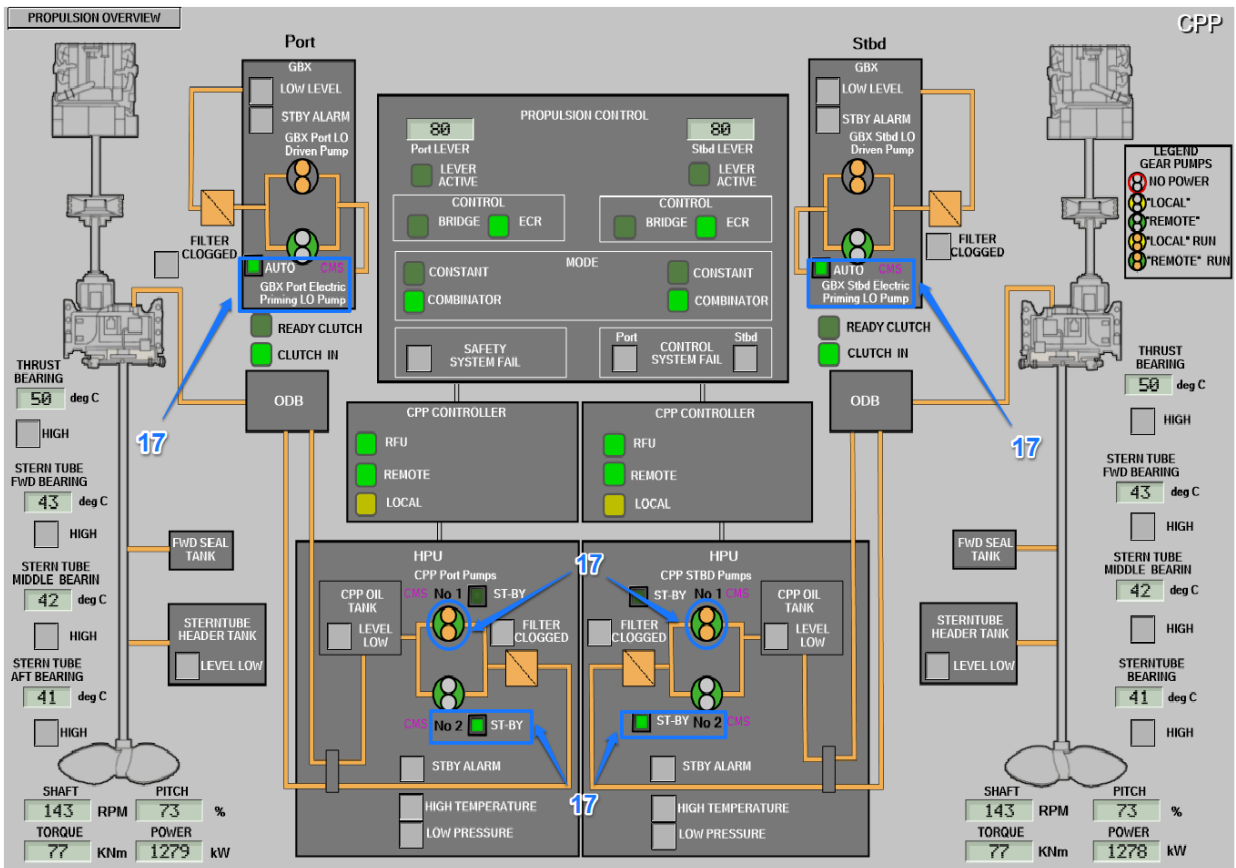 PROPULSION OVERVIEW
CPP
Port
GBX
LOW LEVEL
STBY ALARM
GBX Port LO
Driven Pump
FILTER
CLOGGED
AUTO CMS
GBX Port Electric
Priming LO Pump
READY CLUTCH
CLUTCH IN
17
ODB
PROPULSION CONTROL
80
Port LEVER
LEVER
ACTIVE
80
Stbd LEVER
LEVER
ACTIVE
CONTROL
BRIDGE ECR
CONTROL
BRIDGE ECR
MODE
CONSTANT
COMBINATOR
CONSTANT
COMBINATOR
SAFETY
SYSTEM FAIL
Port Stbd
CONTROL
SYSTEM FAIL
Stbd
GBX
LOW LEVEL
STBY ALARM
GBX Stbd LO
Driven Pump
FILTER
CLOGGED
AUTO CMS
GBX Stbd Electric
Priming LO Pump
READY CLUTCH
CLUTCH IN
17
ODB
LEGEND
GEAR PUMPS
NO POWER
"LOCAL"
"REMOTE"
"LOCAL" RUN
"REMOTE" RUN
THRUST
BEARING
50 deg C
HIGH
STERN TUBE
FWD BEARING
43 deg C
HIGH
STERN TUBE
MIDDLE BEARIN
42 deg C
HIGH
STERN TUBE
AFT BEARING
41 deg C
HIGH
FWD SEAL
TANK
STERNTUBE
HEADER TANK
LEVEL LOW
SHAFT PITCH
143 RPM 73 %
TORQUE POWER
77 KNm 1279 kW
CPP CONTROLLER
RFU
REMOTE
LOCAL
CPP CONTROLLER
RFU
REMOTE
LOCAL
HPU
CPP Port Pumps
CMS No 1 ST-BY
CPP OIL
TANK
LEVEL
LOW
FILTER
CLOGGED
CMS No 2 ST-BY
STBY ALARM
HIGH TEMPERATURE
LOW PRESSURE
17
17
HPU
CPP STBD Pumps
ST-BY No 1 CMS
CPP OIL
TANK
LEVEL
LOW
FILTER
CLOGGED
ST-BY No 2 CMS
STBY ALARM
HIGH TEMPERATURE
LOW PRESSURE
THRUST
BEARING
50 deg C
HIGH
STERN TUBE
FWD BEARING
43 deg C
HIGH
STERN TUBE
MIDDLE BEARIN
42 deg C
HIGH
STERNTUBE
BEARING
41 deg C
HIGH
FWD SEAL
TANK
STERNTUBE
HEADER TANK
LEVEL LOW
SHAFT PITCH
143 RPM 73 %
TORQUE POWER
77 KNm 1278 kW